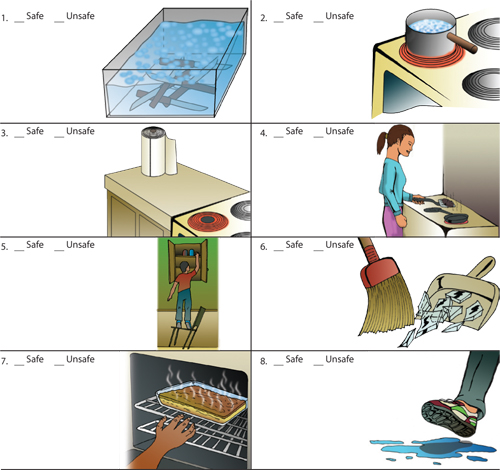 1. __ Safe __ Unsafe
2. __ Safe __ Unsafe
3. __ Safe __ Unsafe
4. __ Safe __ Unsafe
5. __ Safe __ Unsafe
6. __ Safe __ Unsafe
7. __ Safe __ Unsafe
8. __ Safe __ Unsafe